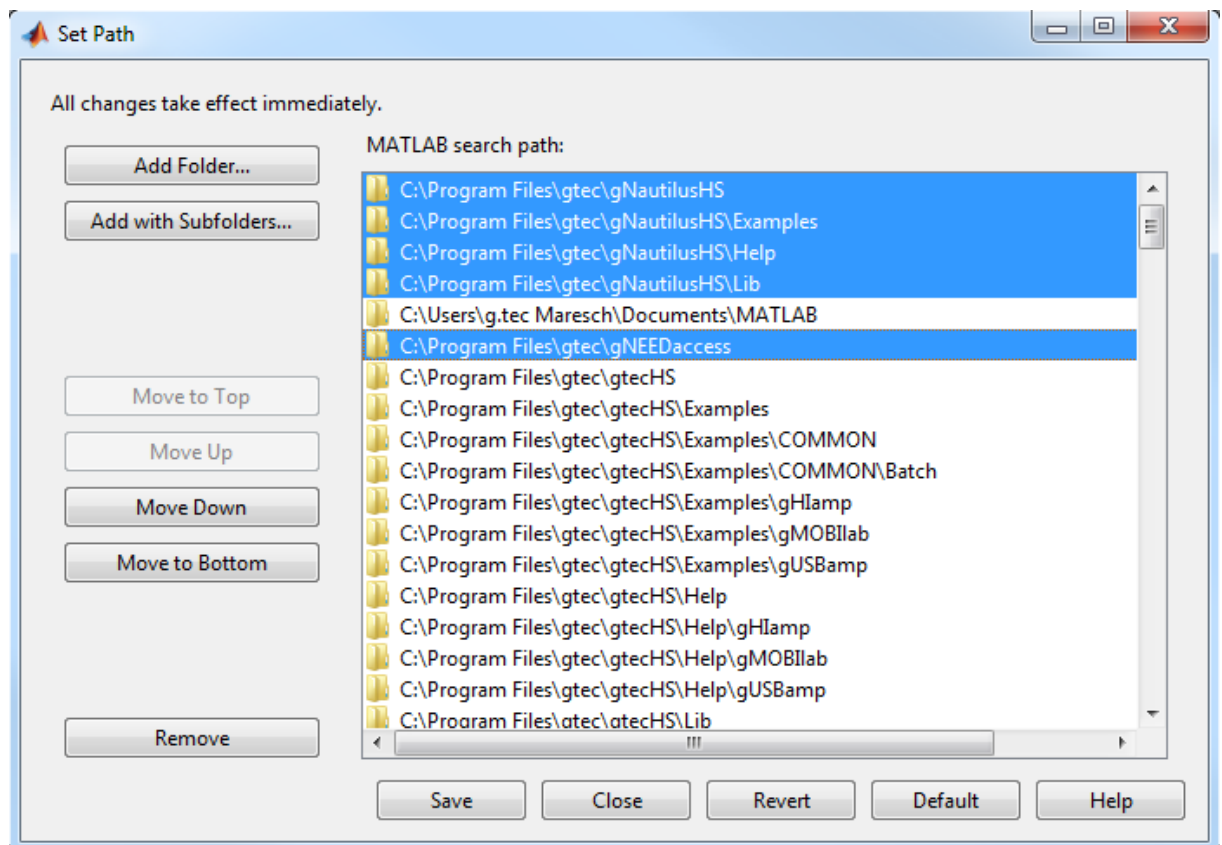 Set Path
All changes take effect immediately.
MATLAB search path:
Add Folder...
Add with Subfolders...
Move to Top
Move Up
Move Down
Move to Bottom
Remove
C:\Program Files\gtec\gNautilusHS
C:\Program Files\gtec\gNautilusHS\Examples
C:\Program Files\gtec\gNautilusHS\Help
C:\Program Files\gtec\gNautilusHS\Lib
C:\Users\g.tec Maresch\Documents\MATLAB
C:\Program Files\gtec\gNEEDaccess
C:\Program Files\gtec\gtecHS
C:\Program Files\gtec\gtecHS\Examples
C:\Program Files\gtec\gtecHS\Examples\COMMON
C:\Program Files\gtec\gtecHS\Examples\COMMON\Batch
C:\Program Files\gtec\gtecHS\Examples\gHIamp
C:\Program Files\gtec\gtecHS\Examples\gMOBIlab
C:\Program Files\gtec\gtecHS\Examples\gUSBamp
C:\Program Files\gtec\gtecHS\Help
C:\Program Files\gtec\gtecHS\Help\gHIamp
C:\Program Files\gtec\gtecHS\Help\gMOBIlab
C:\Program Files\gtec\gtecHS\Help\gUSBamp
C:\Program Files\gtec\gtecHS\Lib
Save Close Revert Default Help